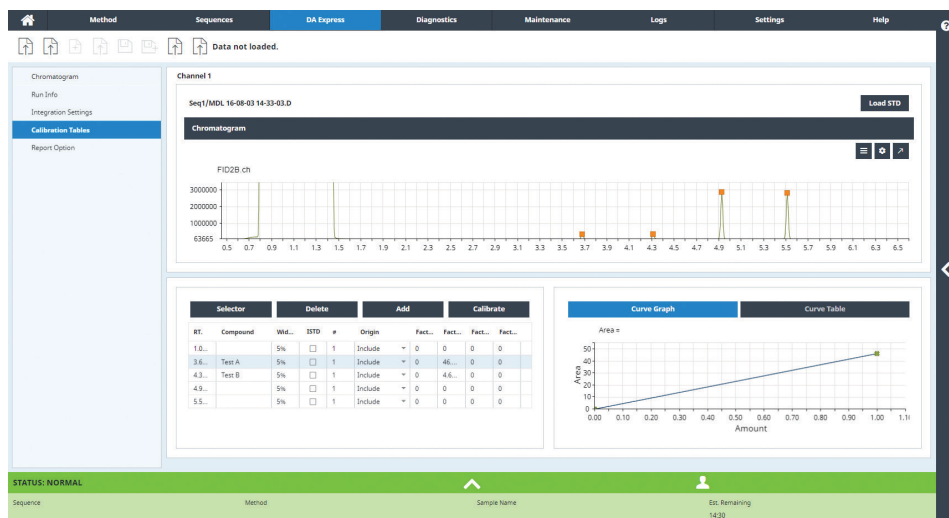 Method Sequences DA Express Diagnostics Maintenance Logs Settings Help
Data not loaded.
Chromatogram
Run Info
Integration Settings
Calibration Tables
Report Option
Channel 1
Seq1/MDL 16-08-03 14-33-03.D Load STD
Chromatogram
FID2B.ch
3000000
2000000
1000000
63665
0.5 0.7 0.9 1.1 1.3 1.5 1.7 1.9 2.1 2.3 2.5 2.7 2.9 3.1 3.3 3.5 3.7 3.9 4.1 4.3 4.5 4.7 4.9 5.1 5.3 5.5 5.7 5.9 6.1 6.3 6.5
Selector Delete Add Calibrate
RT. Compound Wid... ISTD # Origin Fact... Fact... Fact... Fact...
1.0... 5% 1 Include 0 0 0 0
3.6... Test A 5% 1 Include 0 46.... 0 0
4.3... Test B 5% 1 Include 0 4.6... 0 0
4.9... 5% 1 Include 0 0 0 0
5.5... 5% 1 Include 0 0 0 0
Curve Graph Curve Table
Area =
50
40
30
20
10
0
Area
0.00 0.10 0.20 0.30 0.40 0.50 0.60 0.70 0.80 0.90 1.00 1.1
Amount
STATUS: NORMAL
Sequence Method Sample Name Est. Remaining
14:30